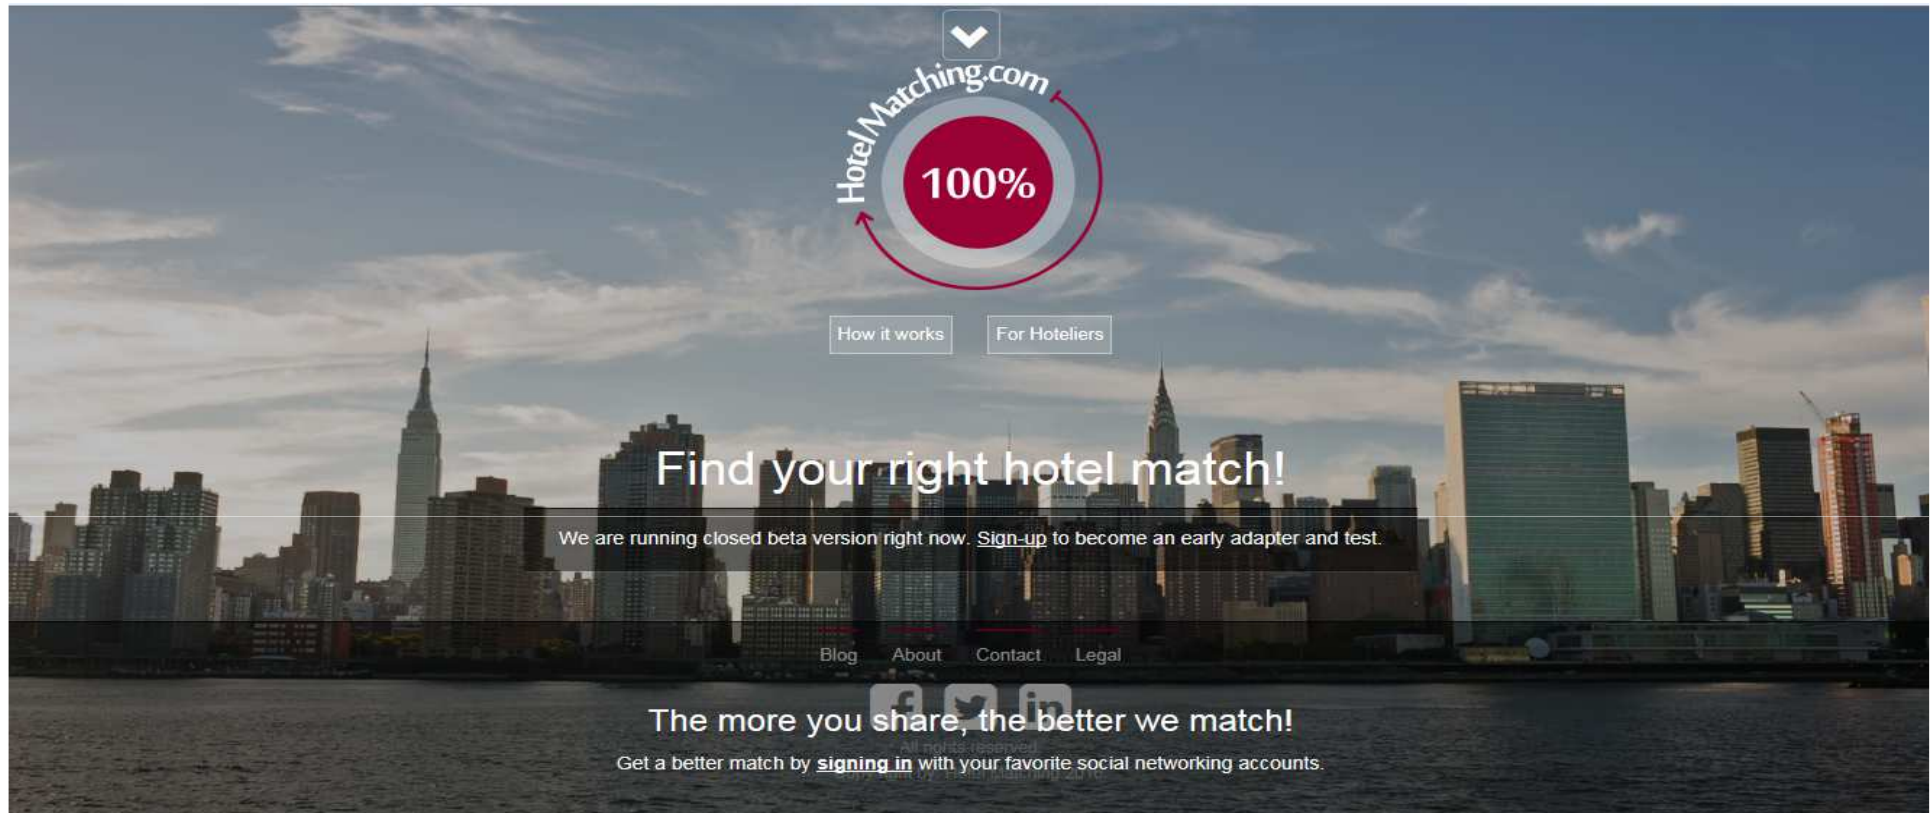 HotelMatching.com
100%
How it works
For Hoteliers
Find your right hotel match!
We are running closed beta version right now. Sign-up to become an early adapter and test.
Blog About Contact Legal
f in
The more you share, the better we match!
All rights reserved.
Get a better match by signing in with your favorite social networking accounts.